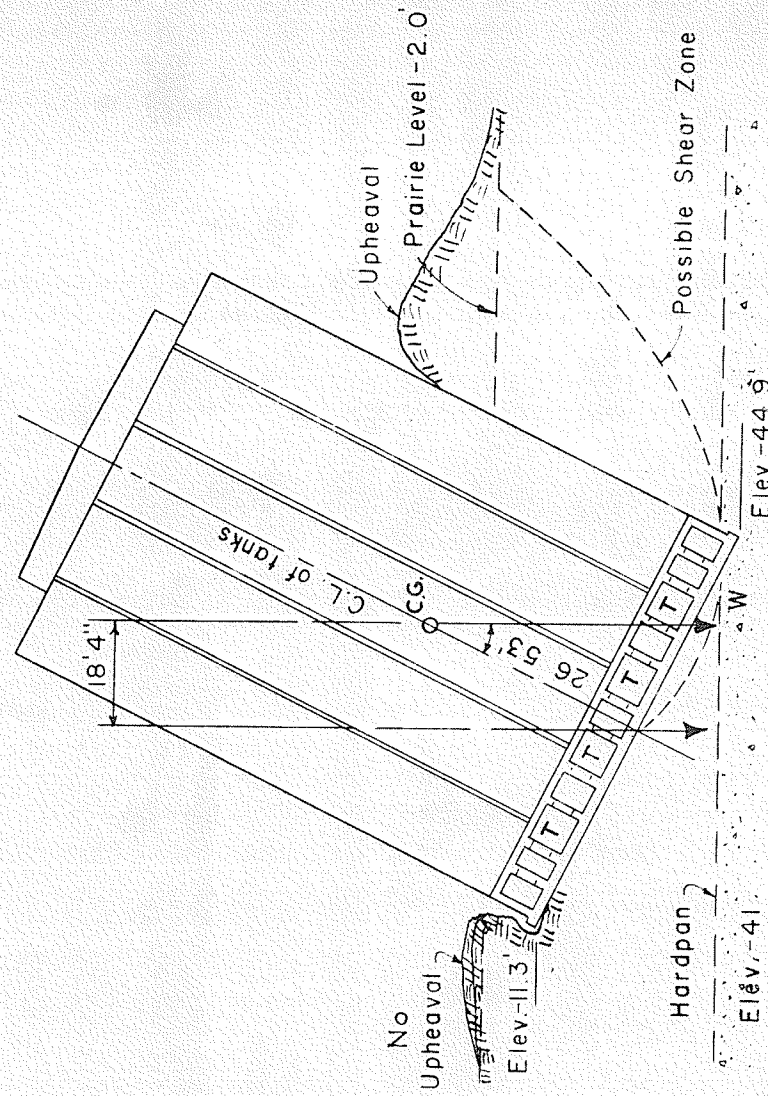 18'4"
C.L. of tanks
C.G.
26 53'
Upheaval
Prairie Level-2.0'
Possible Shear Zone
No
Upheaval
Elev.-11.3'
T
T
T
T
W
Hardpan
Elev.-41
Elev.-44.9'